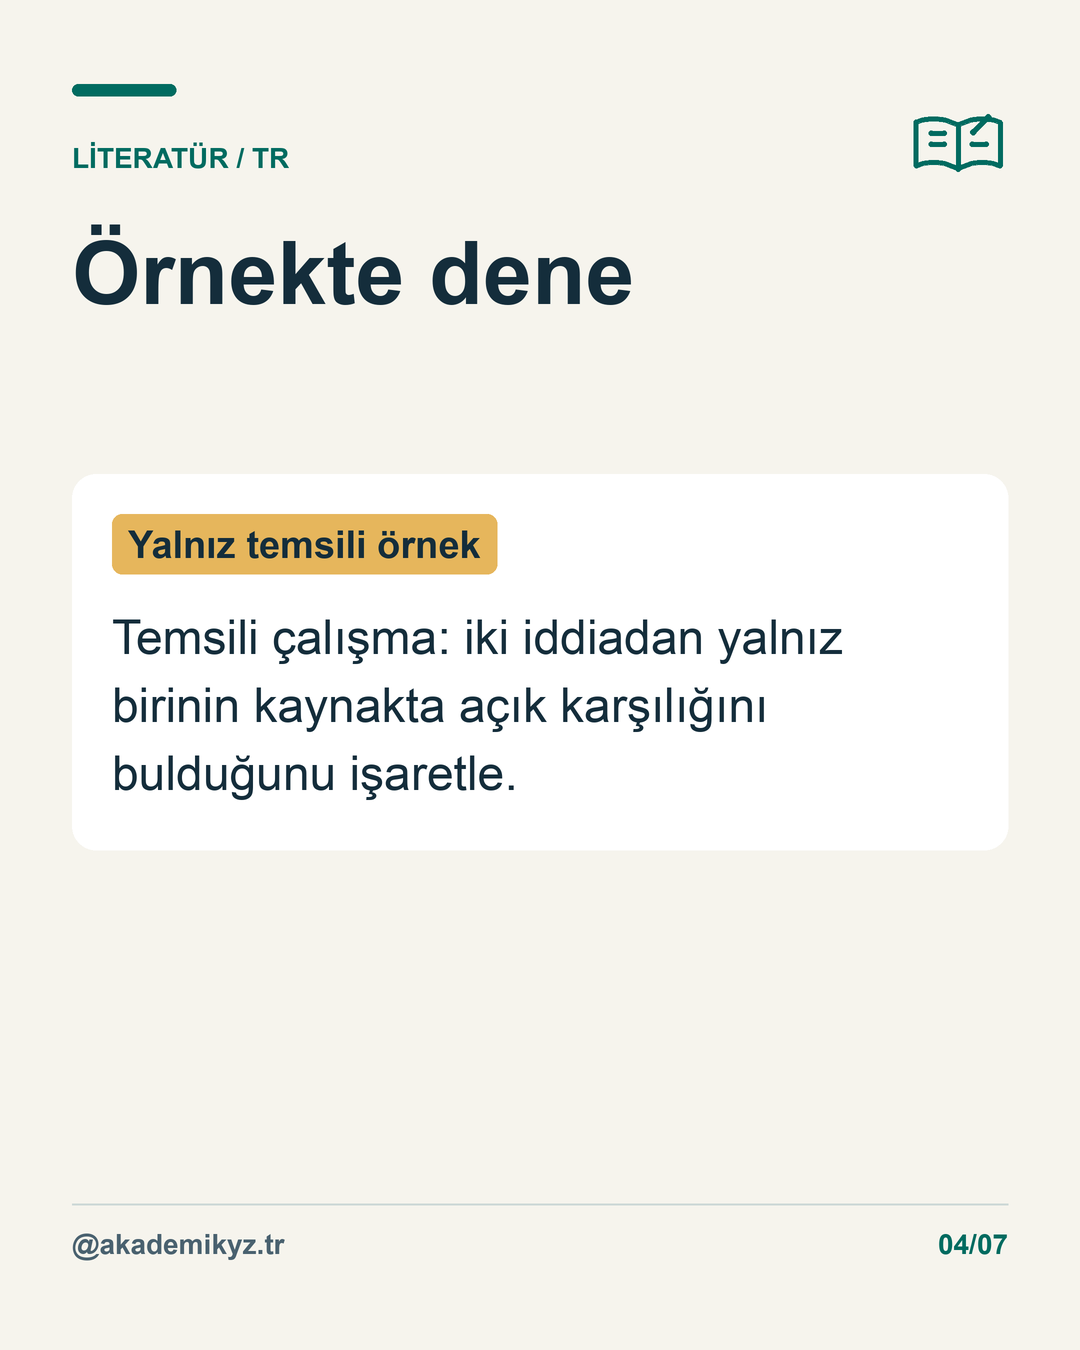 LİTERATÜR / TR
Örnekte dene
Yalnız temsili örnek
Temsili çalışma: iki iddiadan yalnız
birinin kaynakta açık karşılığını
bulduğunu işaretle.
@akademikyz.tr
04/07